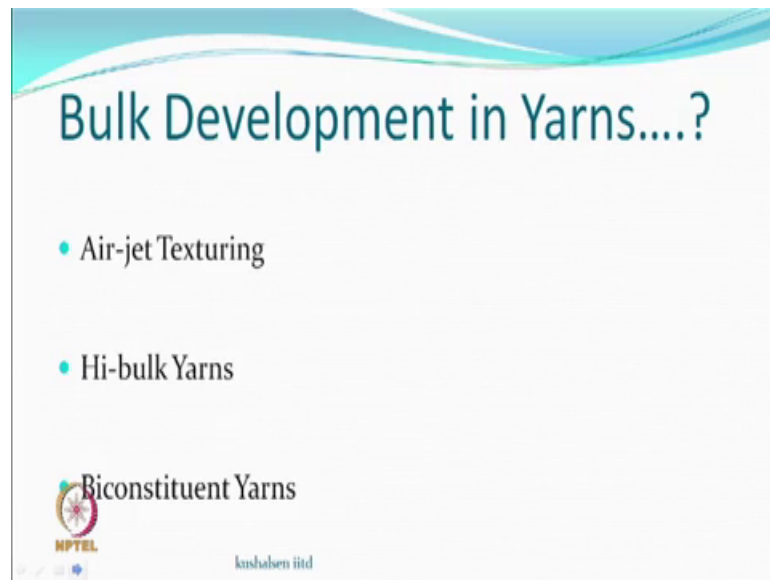 Bulk Development in Yarns....?
Air-jet Texturing
Hi-bulk Yarns
Biconstituent Yarns
NPTEL
kushalsen iitd